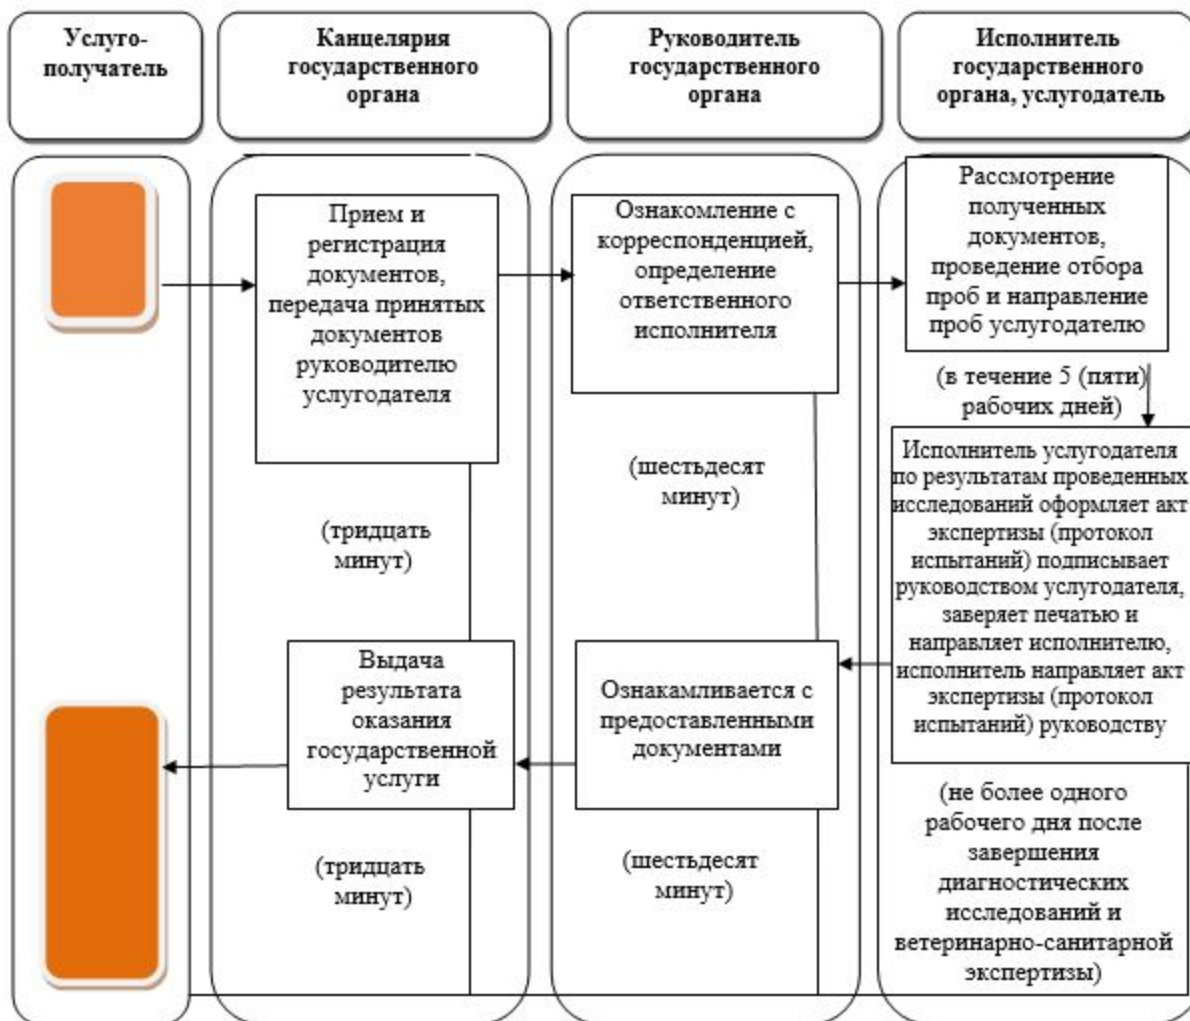 Услуго-
получатель
Канцелярия
государственного
органа
Руководитель
государственного
органа
Исполнитель
государственного
органа, услугодатель
Прием и
регистрация
документов,
передача принятых
документов
руководителю
услугодателя
(тридцать
минут)
Ознакомление с
корреспонденцией,
определение
ответственного
исполнителя
(шестьдесят
минут)
Рассмотрение
полученных
документов,
проведение отбора
проб и направление
проб услугодателю
(в течение 5 (пяти)
рабочих дней)
Исполнитель услугодателя
по результатам проведенных
исследований оформляет акт
экспертизы (протокол
испытаний) подписывает
руководством услугодателя,
заверяет печатью и
направляет исполнителю,
исполнитель направляет акт
экспертизы (протокол
испытаний) руководству
(не более одного
рабочего дня после
завершения
диагностических
исследований и
ветеринарно-санитарной
экспертизы)
Ознакамливается с
предоставленными
документами
(шестьдесят
минут)
Выдача
результата
оказания
государственной
услуги
(тридцать
минут)